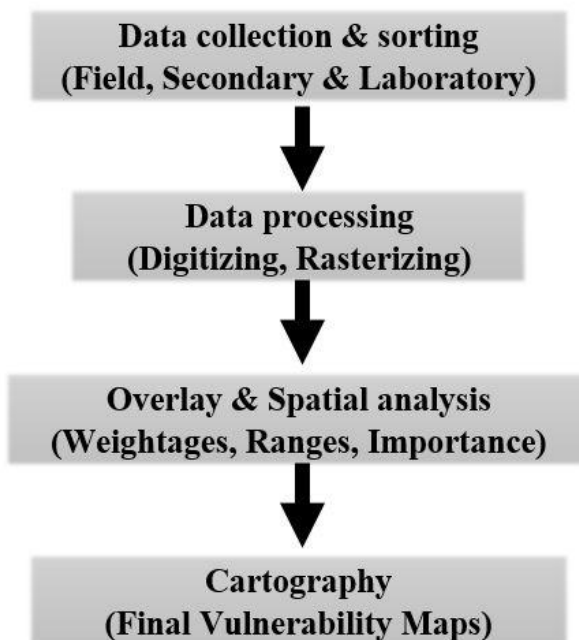 Data collection & sorting
(Field, Secondary & Laboratory)
Data processing
(Digitizing, Rasterizing)
Overlay & Spatial analysis
(Weightages, Ranges, Importance)
Cartography
(Final Vulnerability Maps)